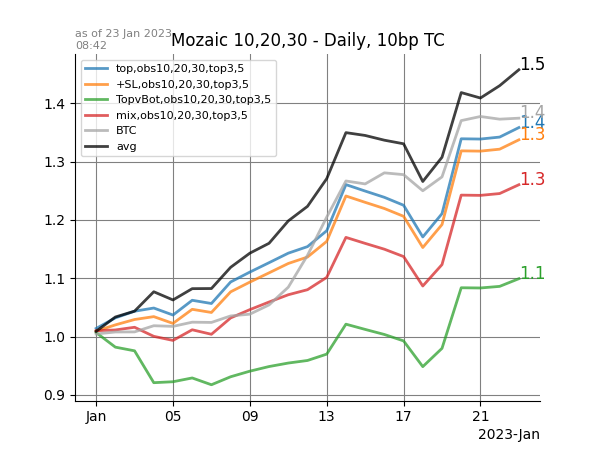 as of 23 Jan 2023
08:42
Mozaic 10,20,30 - Daily, 10bp TC
top,obs10,20,30,top3,5
+SL,obs10,20,30,top3,5
TopvBot,obs10,20,30,top3,5
mix,obs10,20,30,top3,5
BTC
avg
1.5
1.4
1.4
1.3
1.3
1.1
1.4
1.3
1.2
1.1
1.0
0.9
Jan 05 09 13 17 21
2023-Jan